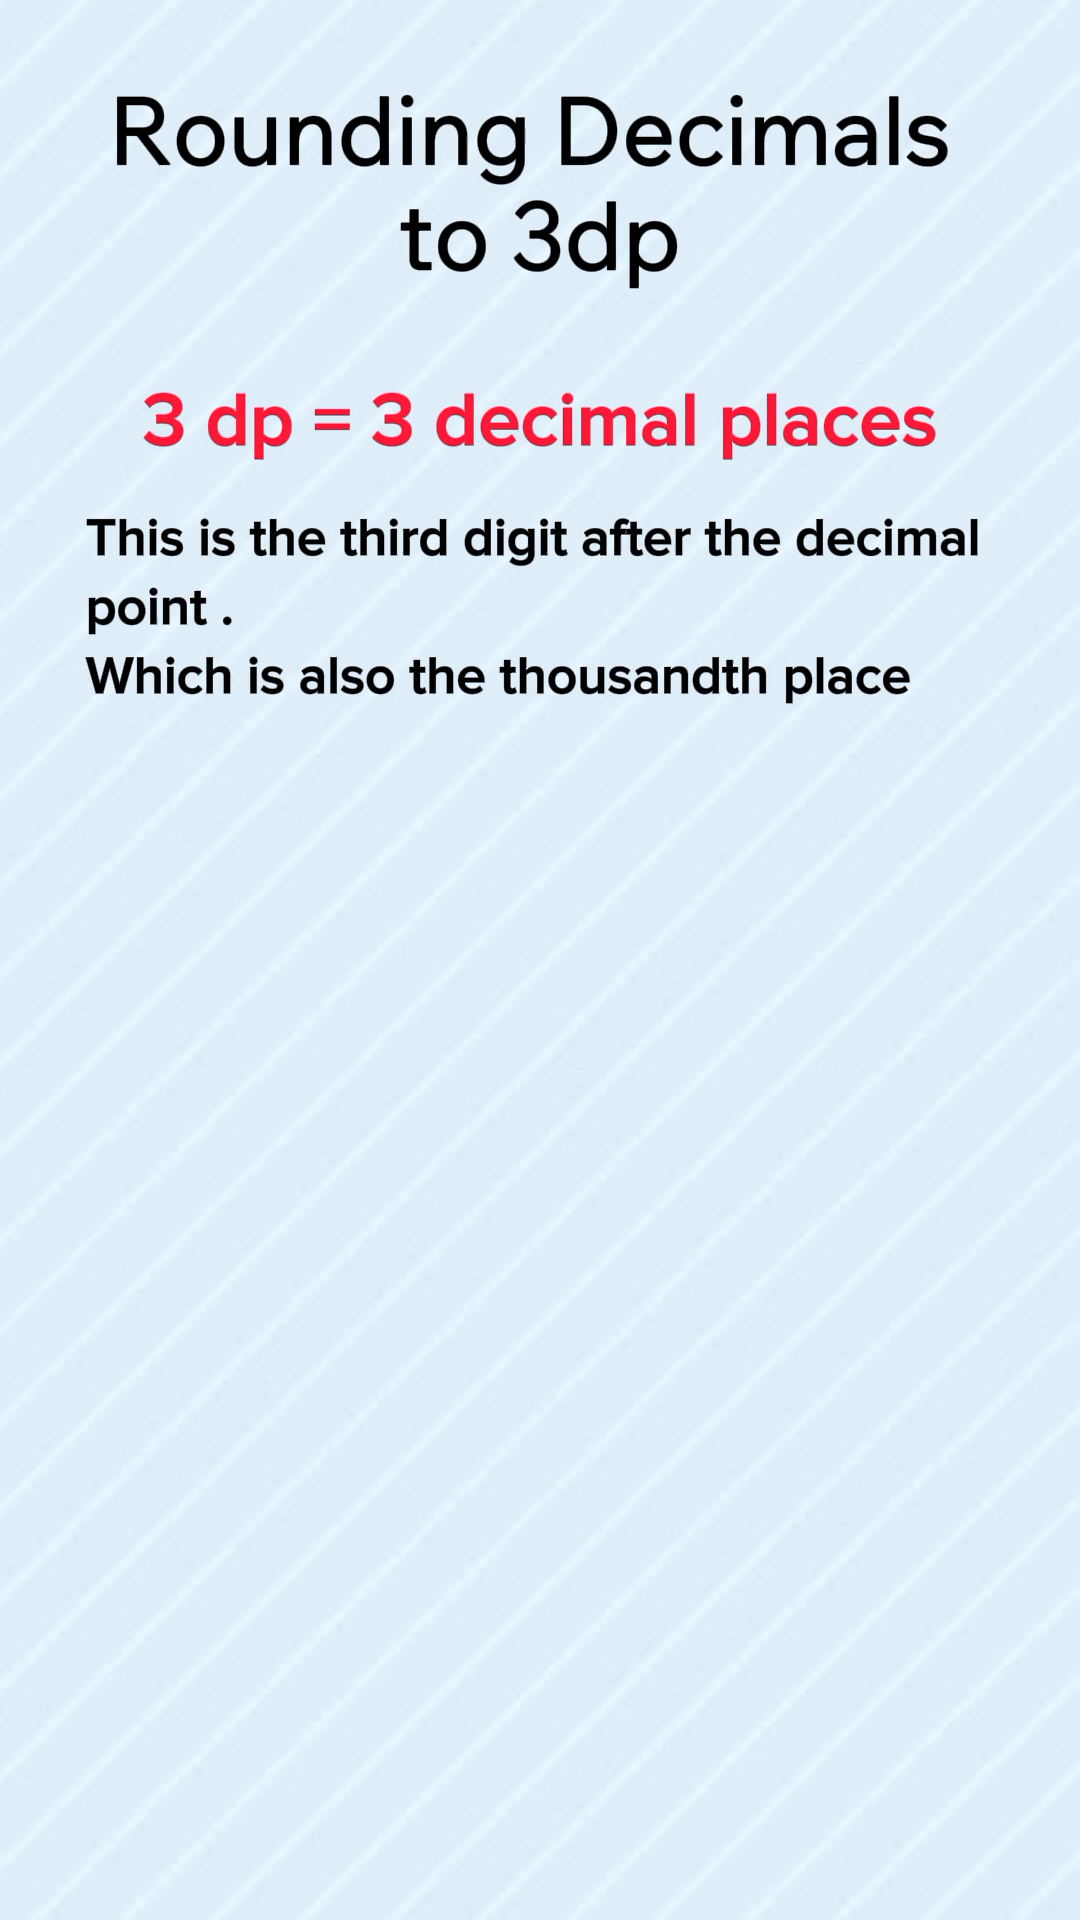 Rounding Decimals
to 3dp
3 dp = 3 decimal places
This is the third digit after the decimal
point .
Which is also the thousandth place